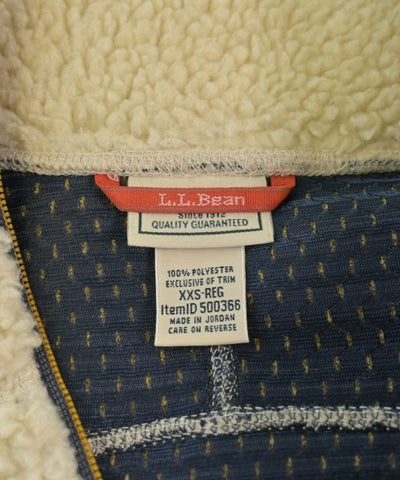 L.L.Bean
Since 1912
QUALITY GUARANTEED
100% POLYESTER
EXCLUSIVE OF TRIM
XXS-REG
ItemID 500366
MADE IN JORDAN
CARE ON REVERSE